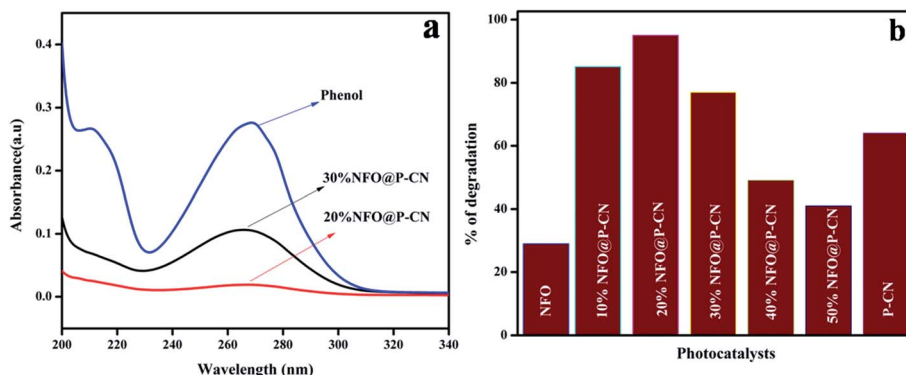 a
0.4
0.3
0.2
0.1
0.0
Absorbance(a.u)
Phenol
30%NFO@P-CN
20%NFO@P-CN
200 220 240 260 280 300 320 340
Wavelength (nm)
b
100
80
60
40
20
0
% of degradation
NFO
10% NFO@P-CN
20% NFO@P-CN
30% NFO@P-CN
40% NFO@P-CN
50% NFO@P-CN
P-CN
Photocatalysts